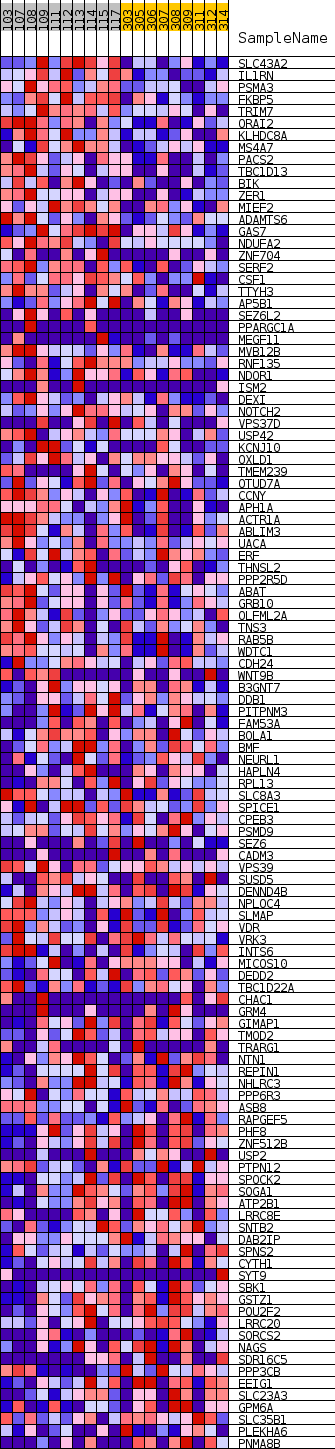 103 107 108 109 111 112 113 114 115 117 303 305 306 307 308 309 311 312 314
SampleName
SLC43A2
IL1RN
PSMA3
FKBP5
TRIM7
ORAI2
KLHDC8A
MS4A7
PACS2
TBC1D13
BIK
ZER1
MIEF2
ADAMTS6
GAS7
NDUFA2
ZNF704
SERF2
CSF1
TTYH3
AP5B1
SEZ6L2
PPARGC1A
MEGF11
MVB12B
RNF135
NDOR1
ISM2
DEXI
NOTCH2
VPS37D
USP42
KCNJ10
OXLD1
TMEM239
OTUD7A
CCNY
APH1A
ACTR1A
ABLIM3
UACA
ERF
THNSL2
PPP2R5D
ABAT
GRB10
OLFML2A
TNS3
RAB5B
WDTC1
CDH24
WNT9B
B3GNT7
DDB1
PITPNM3
FAM53A
BOLA1
BMF
NEURL1
HAPLN4
RPL13
SLC8A3
SPICE1
CPEB3
PSMD9
SEZ6
CADM3
VPS39
SUSD5
DENND4B
NPLOC4
SLMAP
VDR
VRK3
INTS6
MICOS10
DEDD2
TBC1D22A
CHAC1
GRM4
GIMAP1
TMOD2
TRARG1
NTN1
REPIN1
NHLRC3
PPP6R3
ASB8
RAPGEF5
PHF8
ZNF512B
USP2
PTPN12
SPOCK2
SOGA1
ATP2B1
LRRC8E
SNTB2
DAB2IP
SPNS2
CYTH1
SYT9
SBK1
GSTZ1
POU2F2
LRRC20
SORCS2
NAGS
SDR16C5
PPP3CB
EEIG1
SLC23A3
GPM6A
SLC35B1
PLEKHA6
PNMA8B